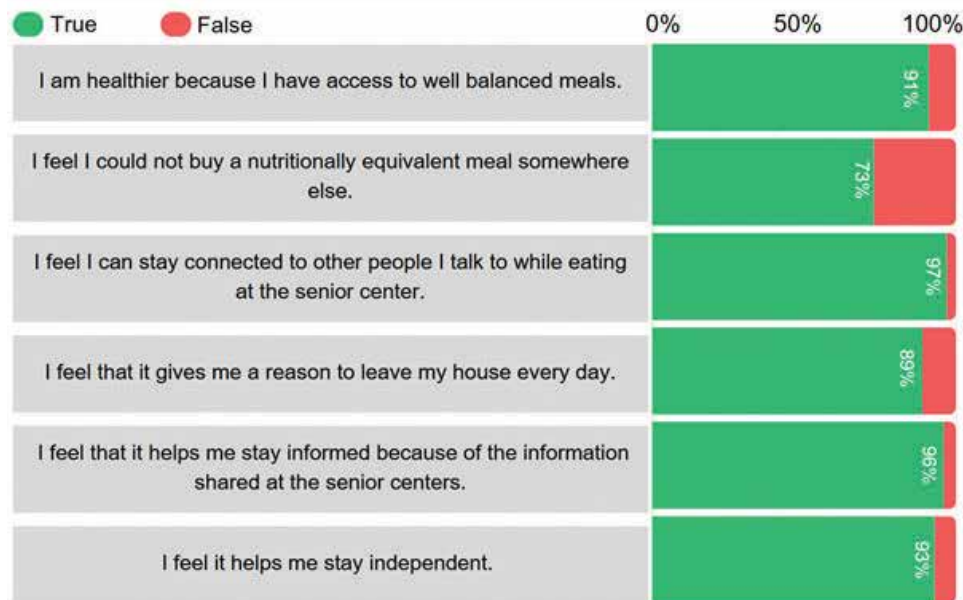 True False 0% 50% 100%
I am healthier because I have access to well balanced meals.
91%
I feel I could not buy a nutritionally equivalent meal somewhere
else.
73%
I feel I can stay connected to other people I talk to while eating
at the senior center.
97%
I feel that it gives me a reason to leave my house every day.
89%
I feel that it helps me stay informed because of the information
shared at the senior centers.
96%
I feel it helps me stay independent.
93%